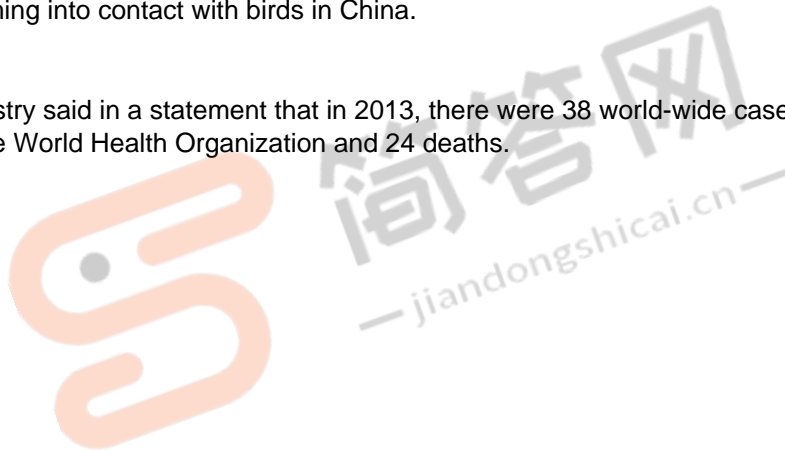 ning into contact with birds in China.
stry said in a statement that in 2013, there were 38 world-wide case
e World Health Organization and 24 deaths.
简答网
jiandongshicai.cn